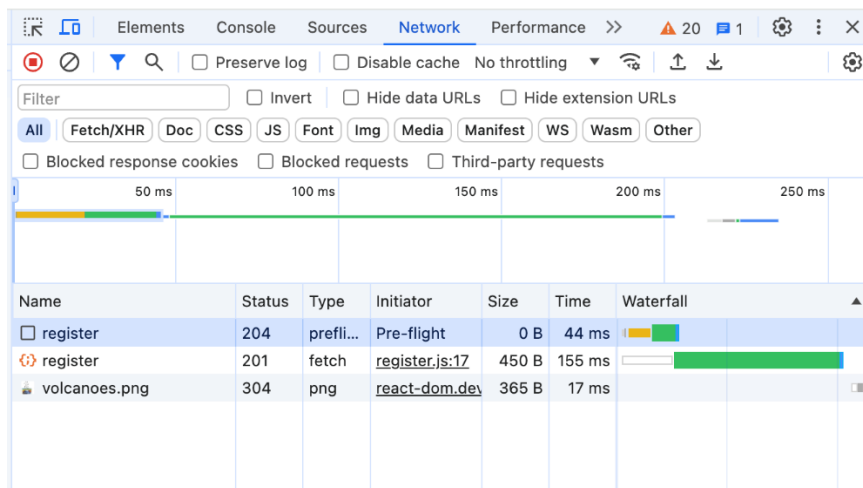 Elements Console Sources Network Performance 20 1
Preserve log Disable cache No throttling
Filter Invert Hide data URLs Hide extension URLs
All Fetch/XHR Doc CSS JS Font Img Media Manifest WS Wasm Other
Blocked response cookies Blocked requests Third-party requests
50 ms 100 ms 150 ms 200 ms 250 ms
Name Status Type Initiator Size Time Waterfall
register 204 prefli... Pre-flight 0 B 44 ms
register 201 fetch register.js:17 450 B 155 ms
volcanoes.png 304 png react-dom.dev 365 B 17 ms